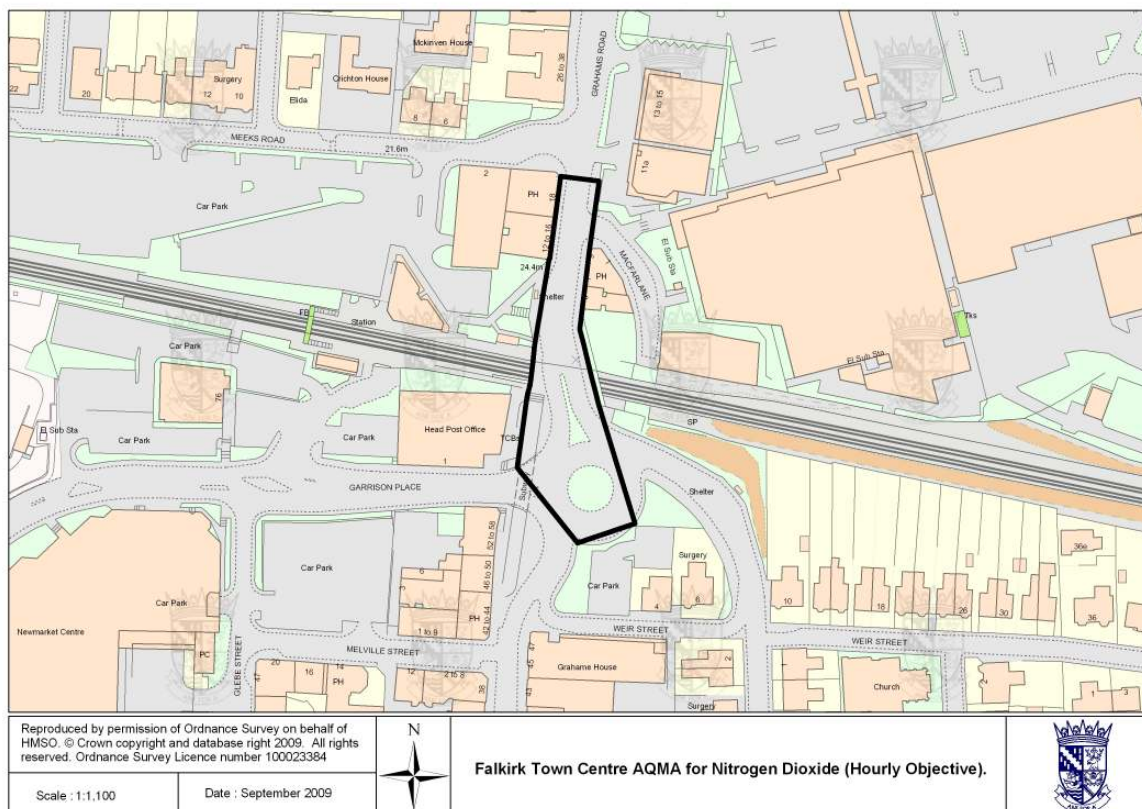 Mckinven House
GRAHAMS ROAD
26 to 38
22
20
Surgery
12
10
Crichton House
Elida
8
6
13 to 15
MEEKS ROAD
21.6m
11a
2
PH
18
Car Park
12 to 16
24.4m
PH
MACFARLANE
El Sub Sta
Shelter
FB
Station
Tks
Car Park
El Sub Sta
76
SP
El Sub Sta
Car Park
Car Park
Head Post Office
TCBs
1
GARRISON PLACE
Shelter
52 to 58
Surgery
36a
Car Park
6
46 to 50
Car Park
3
4
6
10
18
26
30
36
Car Park
42 to 44
PH
1 to 9
Newmarket Centre
WEIR STREET
WEIR STREET
PC
MELVILLE STREET
GLEBE STREET
47
20
16
14
PH
12
2 to 8
38
47
45
43
Grahame House
2
Surgery
Church
2
1
3
Reproduced by permission of Ordnance Survey on behalf of
HMSO. © Crown copyright and database right 2009. All rights
reserved. Ordnance Survey Licence number 100023384
Scale : 1:1,100
Date : September 2009
N
Falkirk Town Centre AQMA for Nitrogen Dioxide (Hourly Objective).